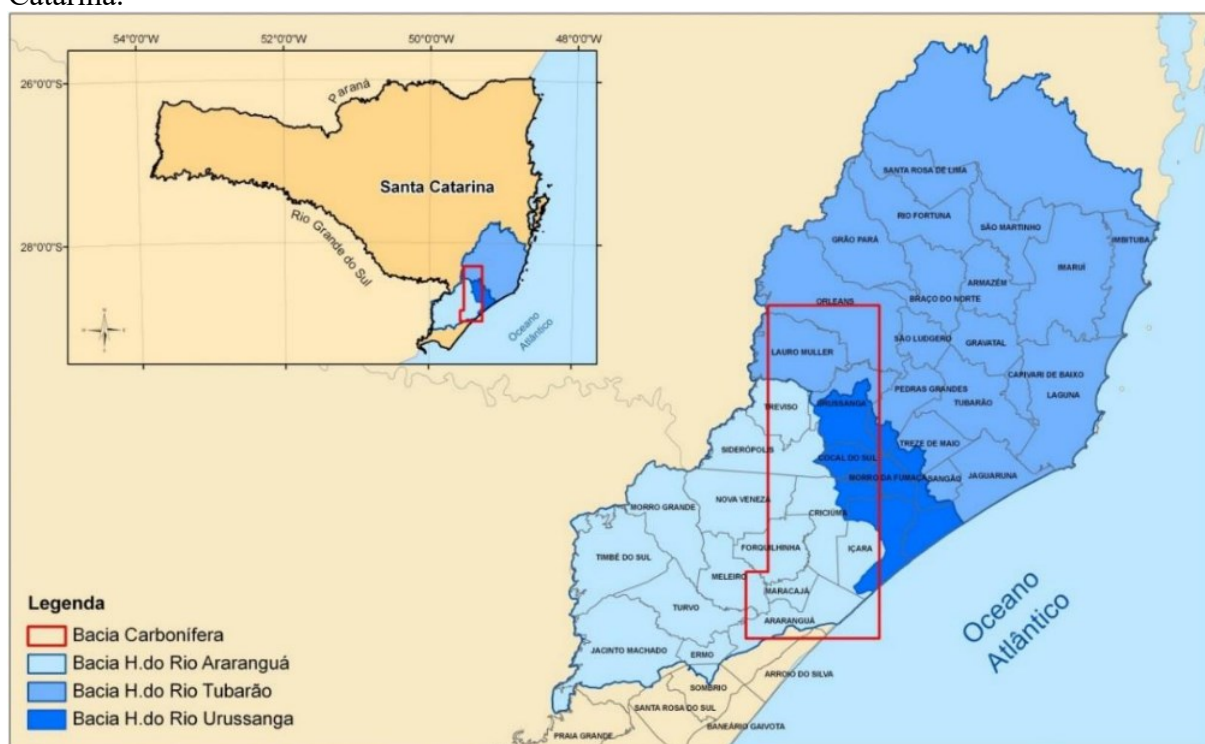 Catarina.
54°0'0"W
52°0'0"W
50°0'0"W
48°0'0"W
26°0'0"S
28°0'0"S
Paraná
Santa Catarina
Rio Grande do Sul
Oceano
Atlântico
SANTA ROSA DE LIMA
RIO FORTUNA
SÃO MARTINHO
GRÃO PARÁ
IMBITUBA
IMARUÍ
ARMAZÉM
BRAÇO DO NORTE
ORLEANS
SÃO LUDGERO
GRAVATAL
LAURO MULLER
CAPIVARI DE BAIXO
PEDRAS GRANDES
LAGUNA
TUBARÃO
URUSSANGA
TREVISO
TREZE DE MAIO
SIDERÓPOLIS
COCAL DO SUL
JAGUARUNA
MORRO DA FUMAÇA
SANGÃO
NOVA VENEZA
MORRO GRANDE
CRICIÚMA
FORQUILHINHA
IÇARA
TIMBÉ DO SUL
MELEIRO
MARACAJÁ
TURVO
ARARANGUÁ
JACINTO MACHADO
ERMO
ARROIO DO SILVA
SOMBRIO
SANTA ROSA DO SUL
BANEÁRIO GAIVOTA
PRAIA GRANDE
Oceano
Atlântico
Legenda
Bacia Carbonífera
Bacia H.do Rio Araranguá
Bacia H.do Rio Tubarão
Bacia H.do Rio Urussanga